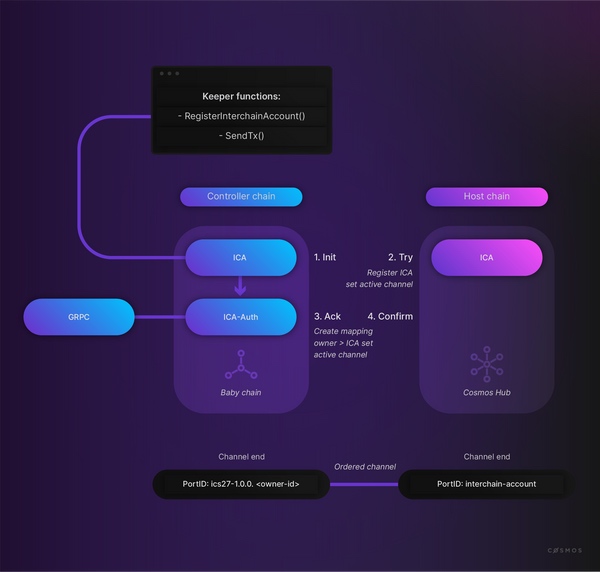 Keeper functions:
- RegisterInterchainAccount()
- SendTx()
Controller chain
Host chain
ICA
1. Init
2. Try
ICA
Register ICA
set active channel
GRPC
ICA-Auth
3. Ack
4. Confirm
Create mapping
owner > ICA set
active channel
Baby chain
Cosmos Hub
Channel end
Channel end
Ordered channel
PortID: ics27-1.0.0. <owner-id>
PortID: interchain-account
COSMOS